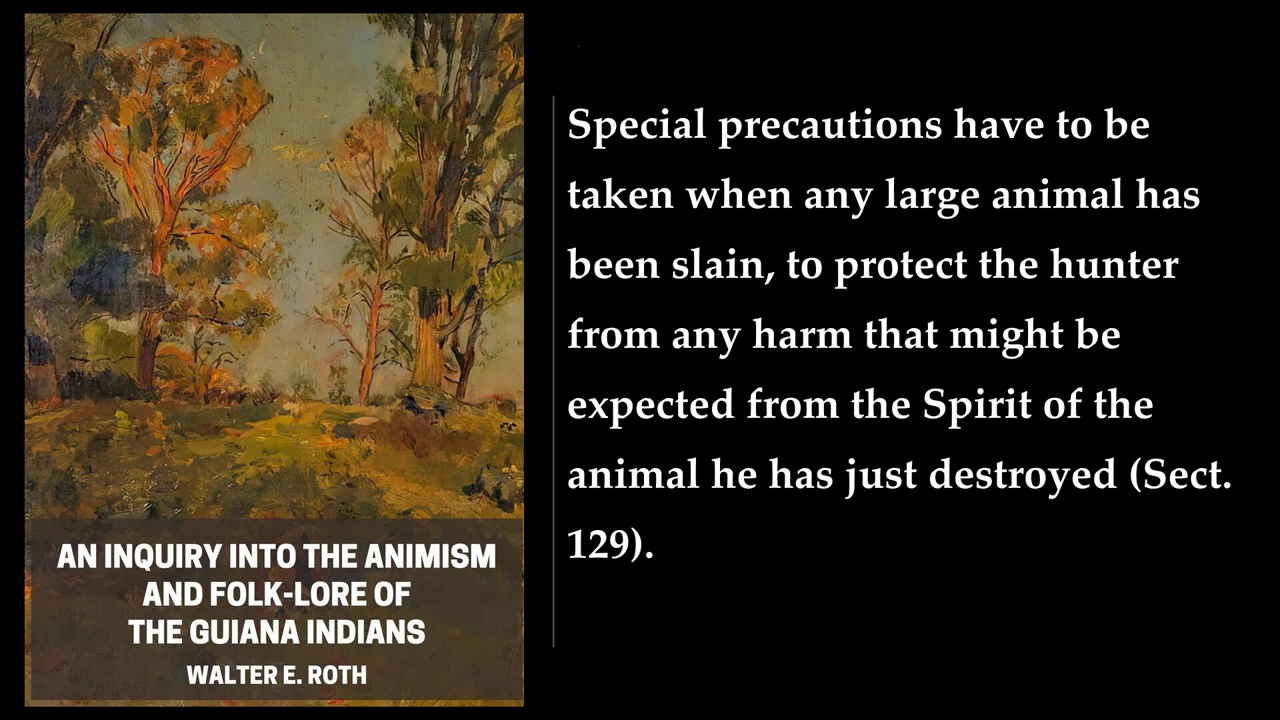 AN INQUIRY INTO THE ANIMISM
AND FOLK-LORE OF
THE GUIANA INDIANS
WALTER E. ROTH
Special precautions have to be
taken when any large animal has
been slain, to protect the hunter
from any harm that might be
expected from the Spirit of the
animal he has just destroyed (Sect.
129).